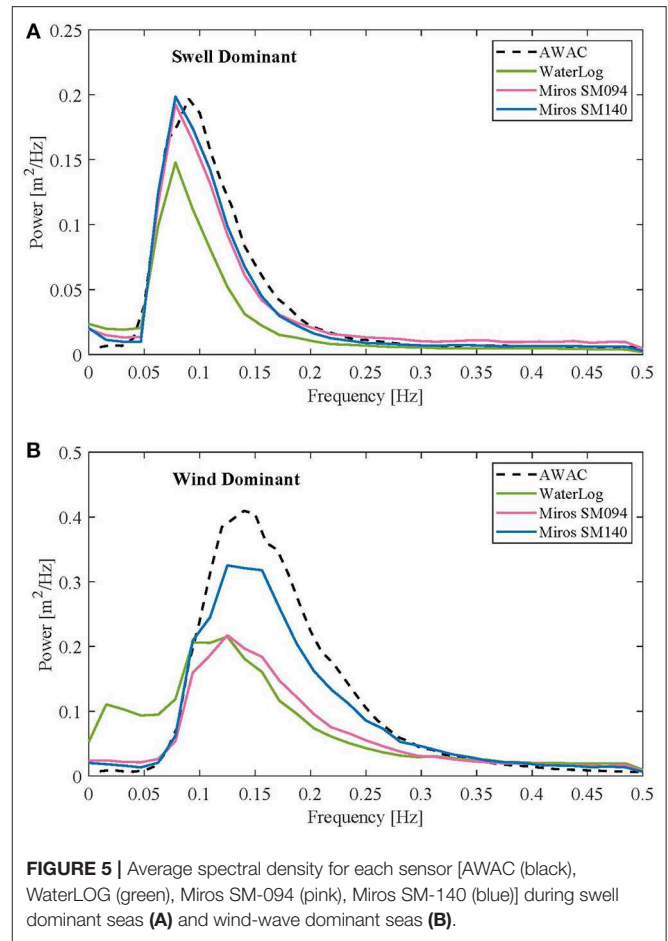 A
Swell Dominant
AWAC
WaterLog
Miros SM094
Miros SM140
0.25
0.2
0.15
0.1
0.05
0
Power [m²/Hz]
0 0.05 0.1 0.15 0.2 0.25 0.3 0.35 0.4 0.45 0.5
Frequency [Hz]
B
Wind Dominant
AWAC
WaterLog
Miros SM094
Miros SM140
0.5
0.4
0.3
0.2
0.1
0
Power [m²/Hz]
0 0.05 0.1 0.15 0.2 0.25 0.3 0.35 0.4 0.45 0.5
Frequency [Hz]
FIGURE 5 | Average spectral density for each sensor [AWAC (black),
WaterLOG (green), Miros SM-094 (pink), Miros SM-140 (blue)] during swell
dominant seas (A) and wind-wave dominant seas (B).